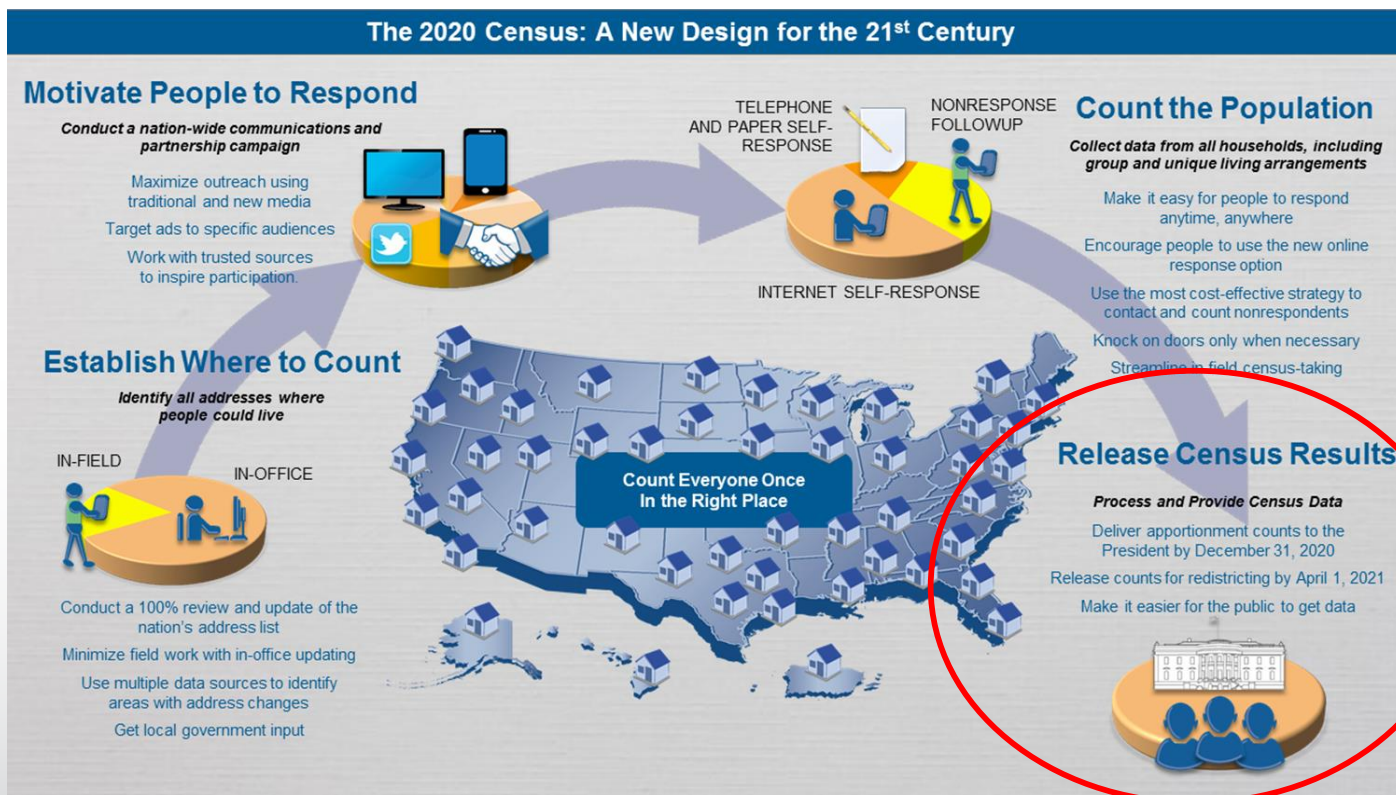 The 2020 Census: A New Design for the 21st Century
Motivate People to Respond
Conduct a nation-wide communications and
partnership campaign
Maximize outreach using
traditional and new media
Target ads to specific audiences
Work with trusted sources
to inspire participation.
TELEPHONE
AND PAPER SELF-
RESPONSE
NONRESPONSE
FOLLOWUP
INTERNET SELF-RESPONSE
Count the Population
Collect data from all households, including
group and unique living arrangements
Make it easy for people to respond
anytime, anywhere
Encourage people to use the new online
response option
Use the most cost-effective strategy to
contact and count nonrespondents
Knock on doors only when necessary
Streamline in-field census-taking
Establish Where to Count
Identify all addresses where
people could live
IN-FIELD
IN-OFFICE
Conduct a 100% review and update of the
nation's address list
Minimize field work with in-office updating
Use multiple data sources to identify
areas with address changes
Get local government input
Count Everyone Once
In the Right Place
Release Census Results
Process and Provide Census Data
Deliver apportionment counts to the
President by December 31, 2020
Release counts for redistricting by April 1, 2021
Make it easier for the public to get data